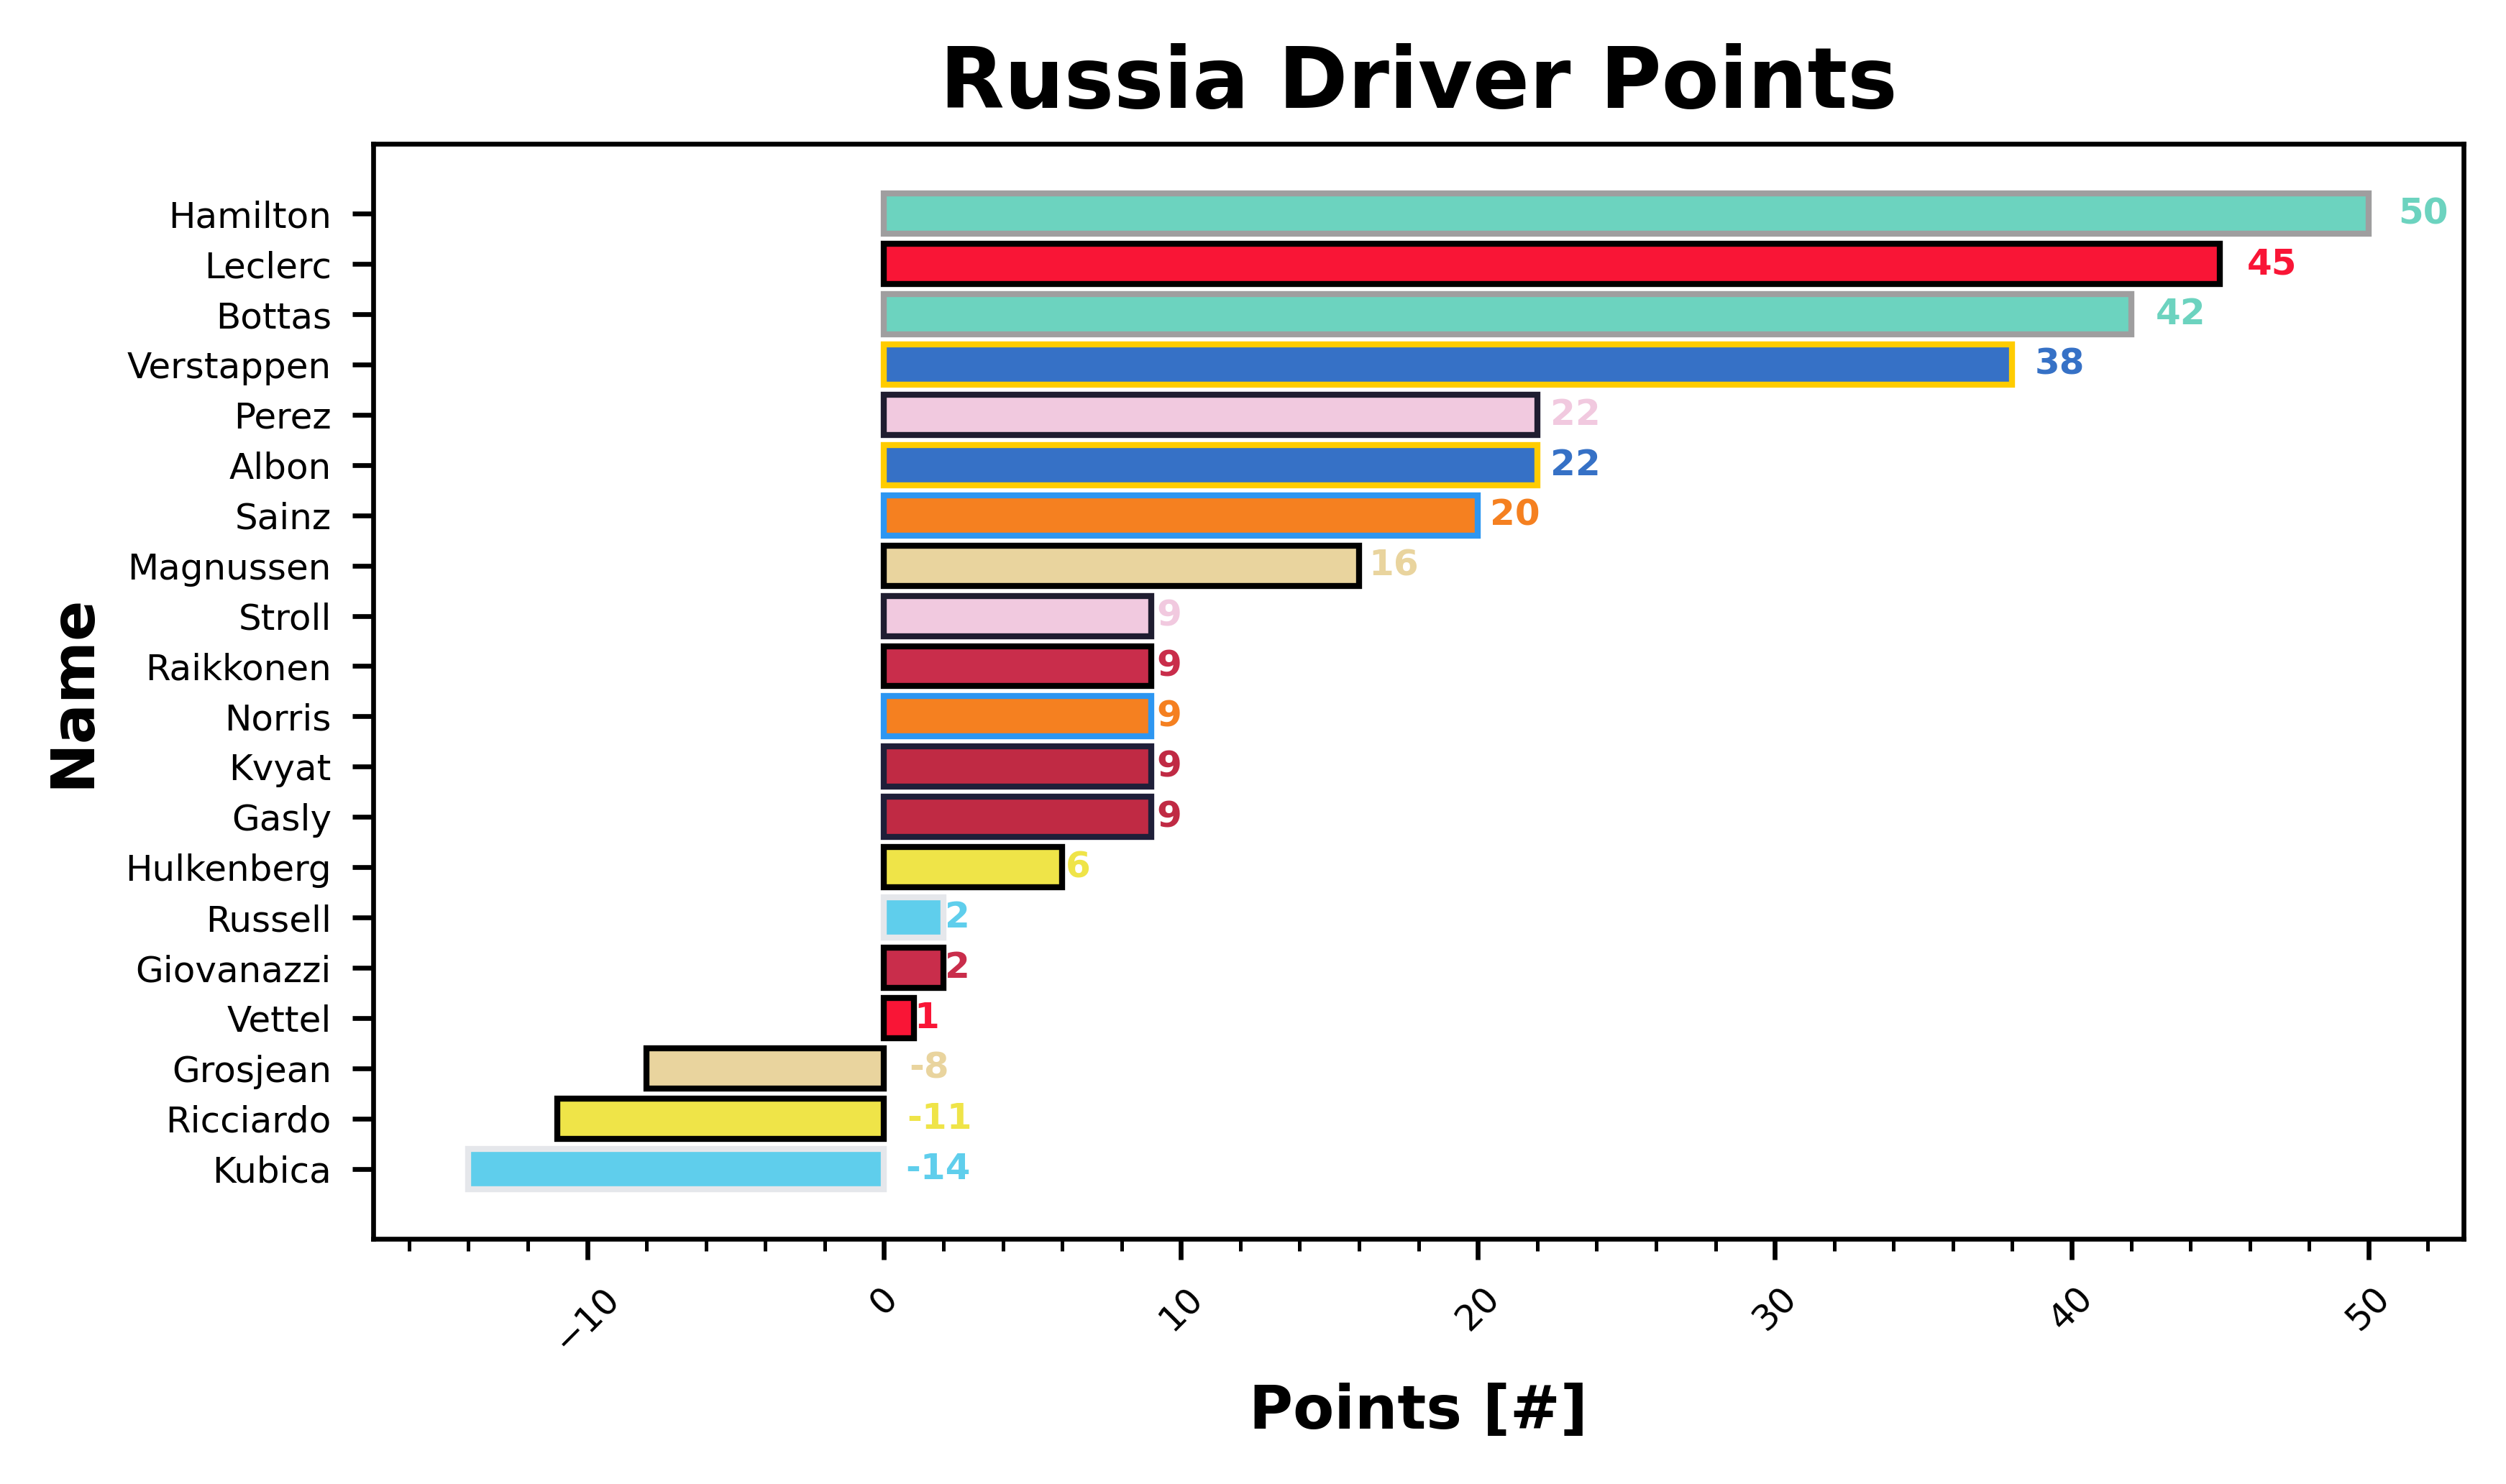 Russia Driver Points
Name
Hamilton 50
Leclerc 45
Bottas 42
Verstappen 38
Perez 22
Albon 22
Sainz 20
Magnussen 16
Stroll 9
Raikkonen 9
Norris 9
Kvyat 9
Gasly 9
Hulkenberg 6
Russell 2
Giovanazzi 2
Vettel 1
Grosjean -8
Ricciardo -11
Kubica -14
−10 0 10 20 30 40 50
Points [#]